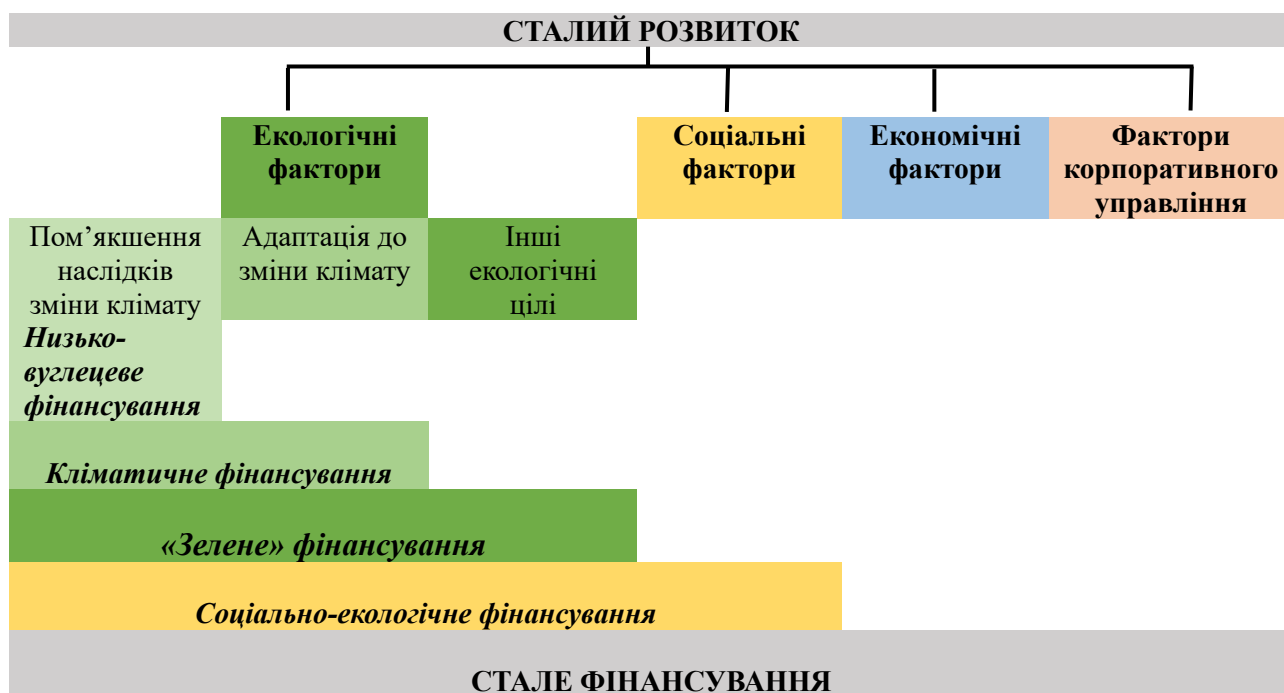 СТАЛИЙ РОЗВИТОК
Екологічні
фактори
Соціальні
фактори
Економічні
фактори
Фактори
корпоративного
управління
Пом’якшення
наслідків
зміни клімату
Адаптація до
зміни клімату
Інші
екологічні
цілі
Низько-
вуглецеве
фінансування
Кліматичне фінансування
«Зелене» фінансування
Соціально-екологічне фінансування
СТАЛЕ ФІНАНСУВАННЯ